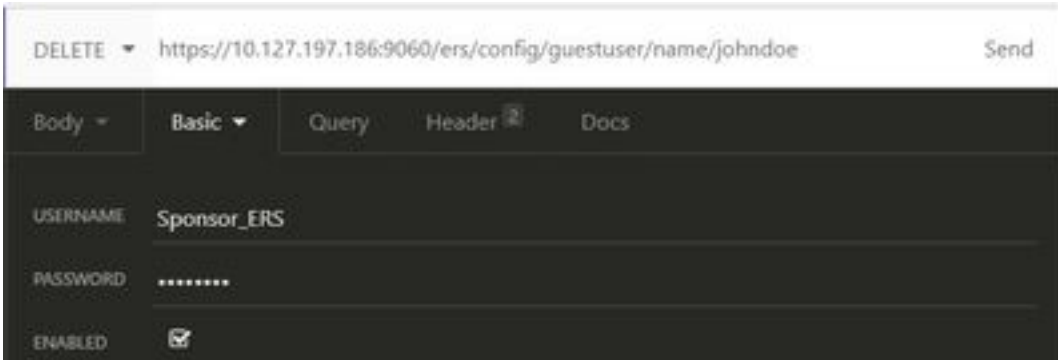 DELETE https://10.127.197.186:9060/ers/config/guestuser/name/johndoe Send
Body Basic Query Header 2 Docs
USERNAME Sponsor_ERS
PASSWORD ••••••••
ENABLED